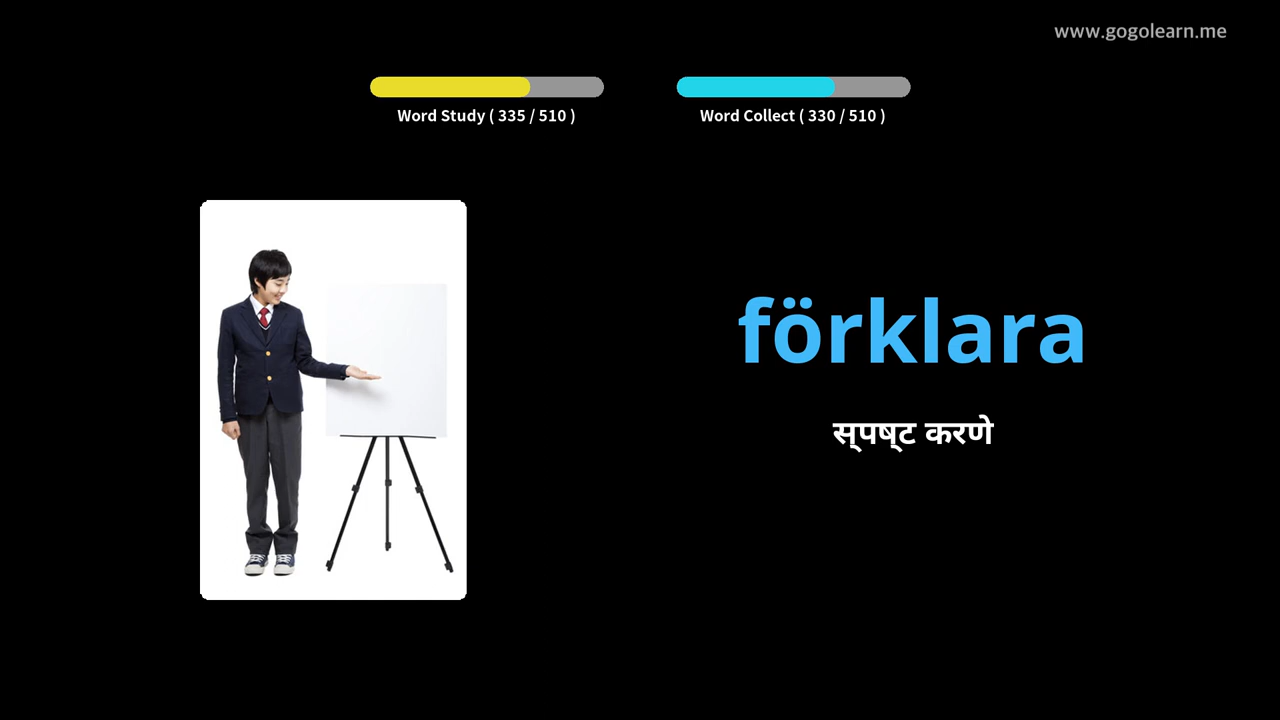 www.gogolearn.me
Word Study ( 335 / 510 )
Word Collect ( 330 / 510 )
förklara
स्पष्ट करणे